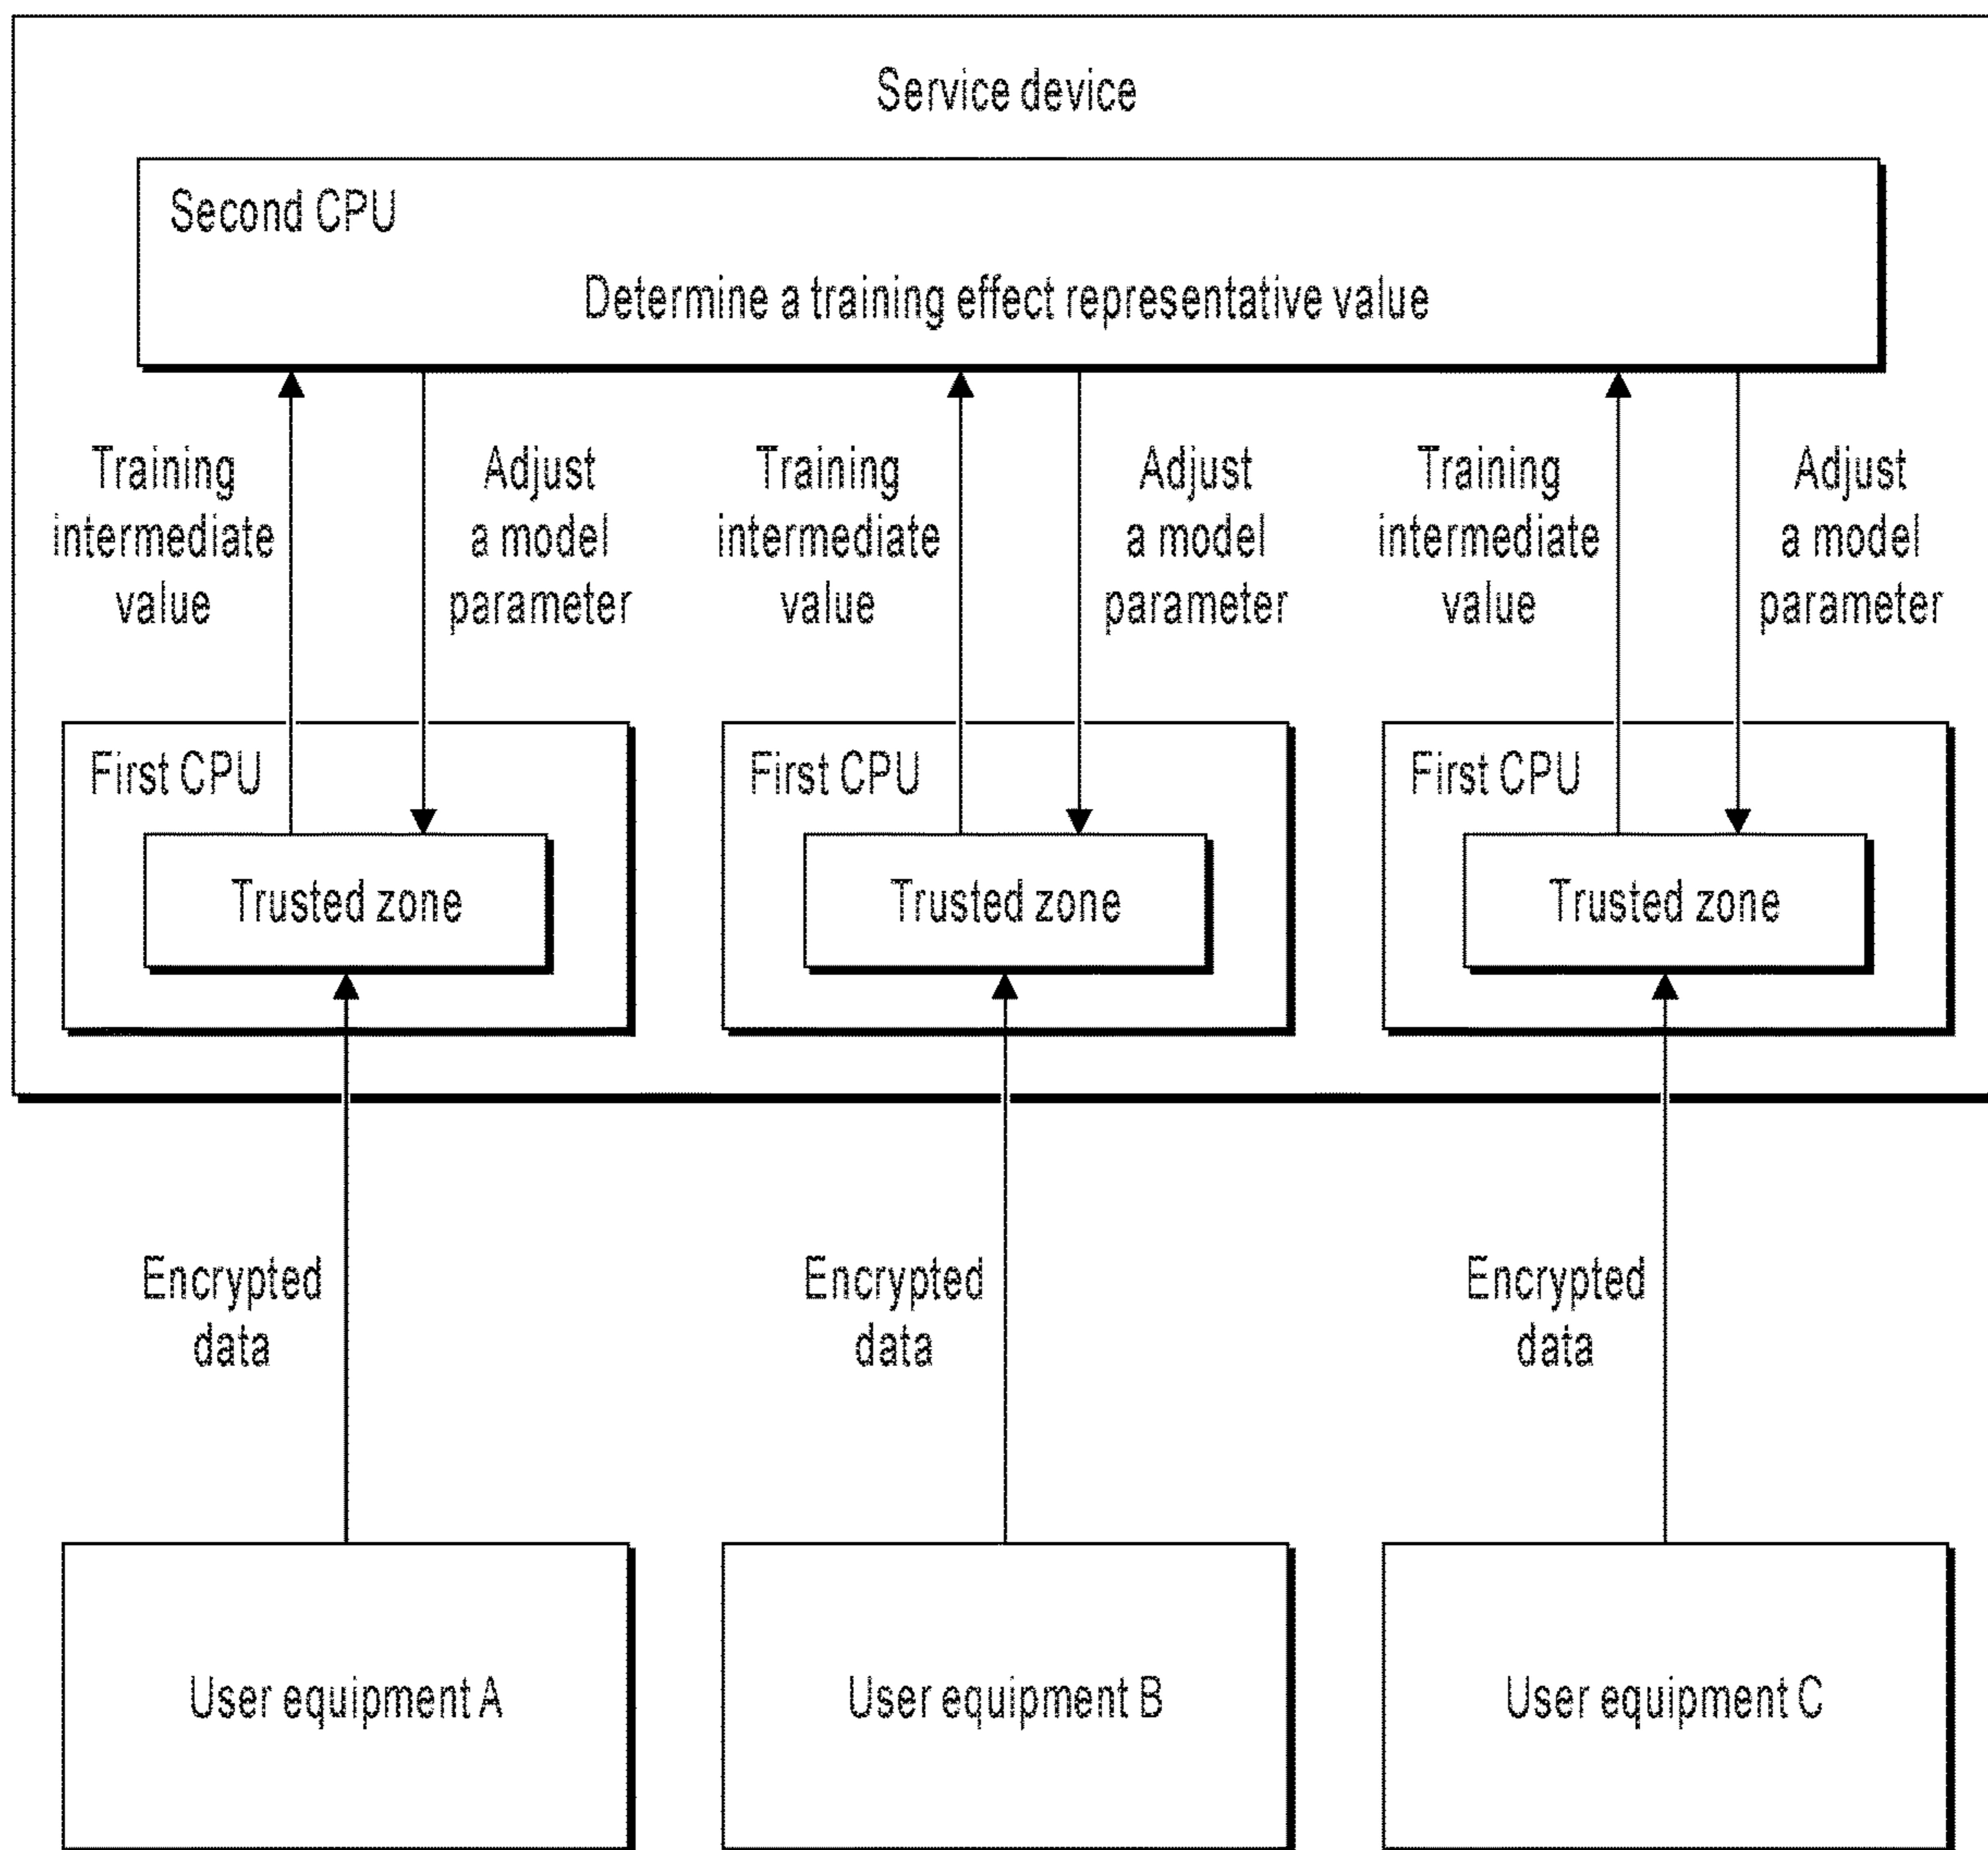 Service device
Second CPU
Determine a training effect representative value
Training
intermediate
value
Adjust
a model
parameter
Training
intermediate
value
Adjust
a model
parameter
Training
intermediate
value
Adjust
a model
parameter
First CPU
Trusted zone
First CPU
Trusted zone
First CPU
Trusted zone
Encrypted
data
Encrypted
data
Encrypted
data
User equipment A
User equipment B
User equipment C